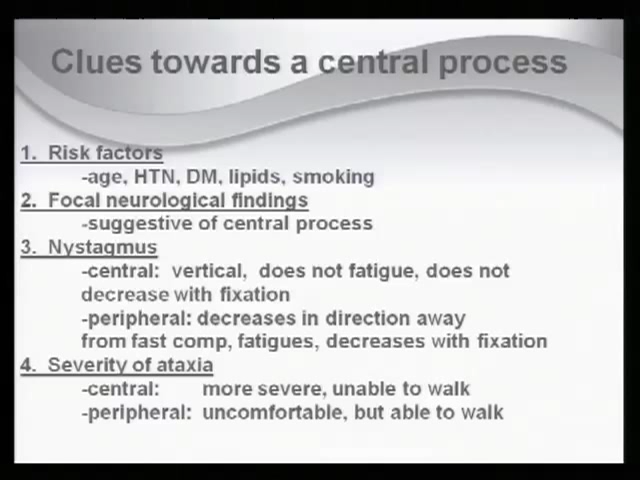 Clues towards a central process
1. Risk factors
-age, HTN, DM, lipids, smoking
2. Focal neurological findings
-suggestive of central process
3. Nystagmus
-central: vertical, does not fatigue, does not
decrease with fixation
-peripheral: decreases in direction away
from fast comp, fatigues, decreases with fixation
4. Severity of ataxia
-central: more severe, unable to walk
-peripheral: uncomfortable, but able to walk